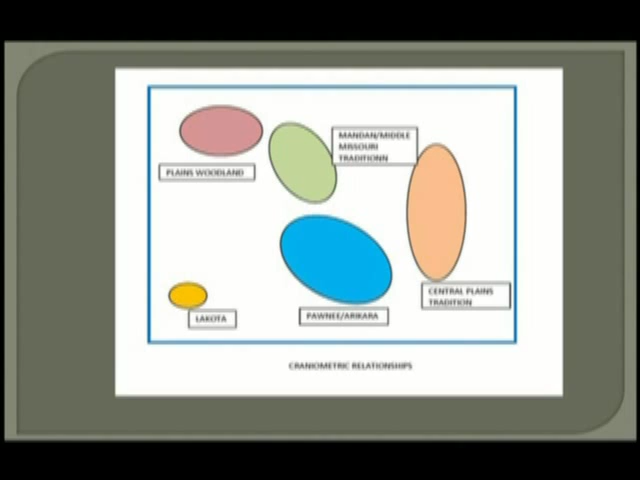 MANDAN/MIDDLE
MISSOURI
TRADITIONN
PLAINS WOODLAND
CENTRAL PLAINS
TRADITION
LAKOTA
PAWNEE/ARIKARA
CRANIOMETRIC RELATIONSHIPS